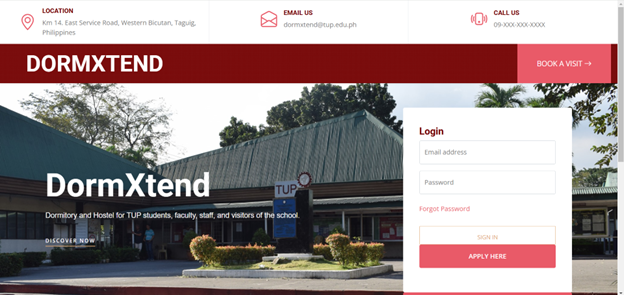 LOCATION
Km 14. East Service Road, Western Bicutan, Taguig,
Philippines
EMAIL US
dormxtend@tup.edu.ph
CALL US
09-XXX-XXX-XXXX
DORMXTEND
BOOK A VISIT
DormXtend
Dormitory and Hostel for TUP students, faculty, staff, and visitors of the school.
DISCOVER NOW
TUP
Login
Email address
Password
Forgot Password
SIGN IN
APPLY HERE